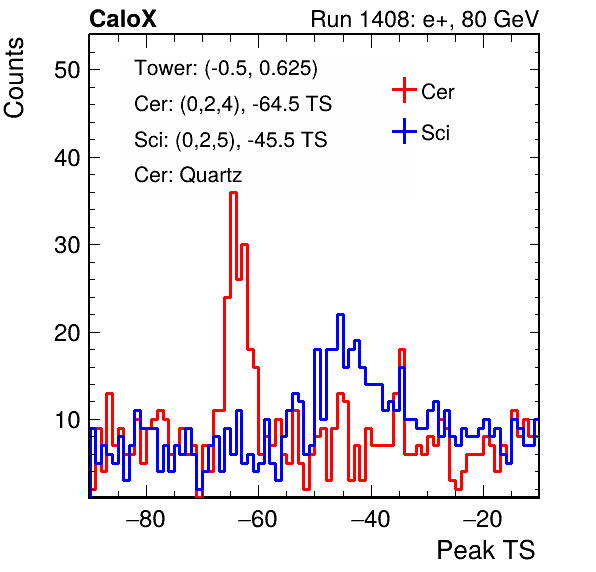 CaloX Run 1408: e+, 80 GeV
Counts
50
40
30
20
10
Tower: (-0.5, 0.625)
Cer: (0,2,4), -64.5 TS
Sci: (0,2,5), -45.5 TS
Cer: Quartz
Cer
Sci
−80 −60 −40 −20
Peak TS